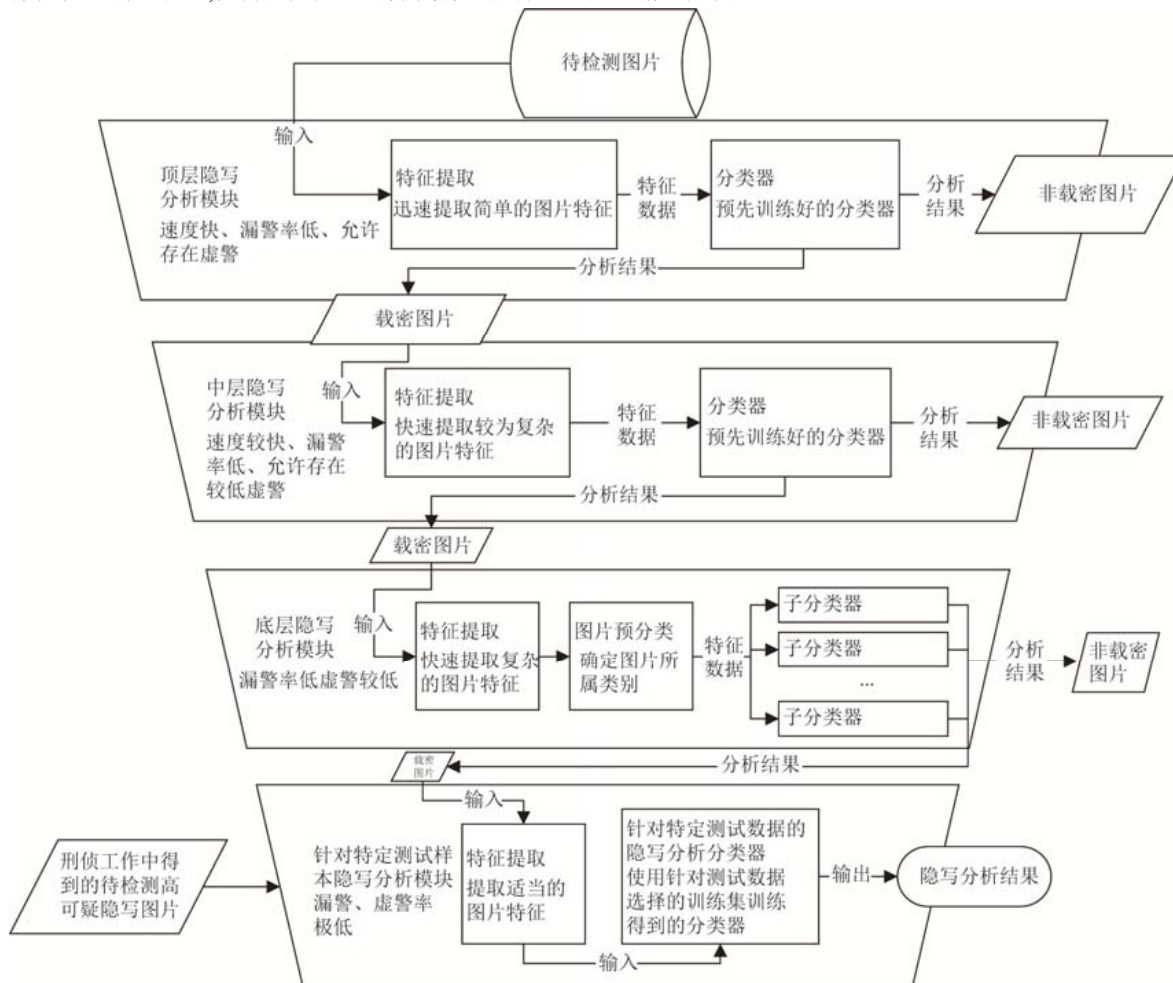 待检测图片
输入
顶层隐写
分析模块
速度快、漏警率低、允许
存在虚警
特征提取
迅速提取简单的图片特征
特征
数据
分类器
预先训练好的分类器
分析
结果
非载密图片
分析结果
载密图片
中层隐写
分析模块
速度较快、漏警
率低、允许存在
较低虚警
输入
特征提取
快速提取较为复杂
的图片特征
特征
数据
分类器
预先训练好的分类器
分析
结果
非载密图片
分析结果
载密图片
底层隐写
分析模块
漏警率低虚警较低
输入
特征提取
快速提取复杂
的图片特征
图片预分类
确定图片所
属类别
特征
数据
子分类器
子分类器
...
子分类器
分析
结果
非载密
图片
分析结果
载密
图片
输入
刑侦工作中得
到的待检测高
可疑隐写图片
针对特定测试样
本隐写分析模块
漏警、虚警率
极低
特征提取
提取适当的
图片特征
输入
针对特定测试数据的
隐写分析分类器
使用针对测试数据
选择的训练集训练
得到的分类器
输出
隐写分析结果